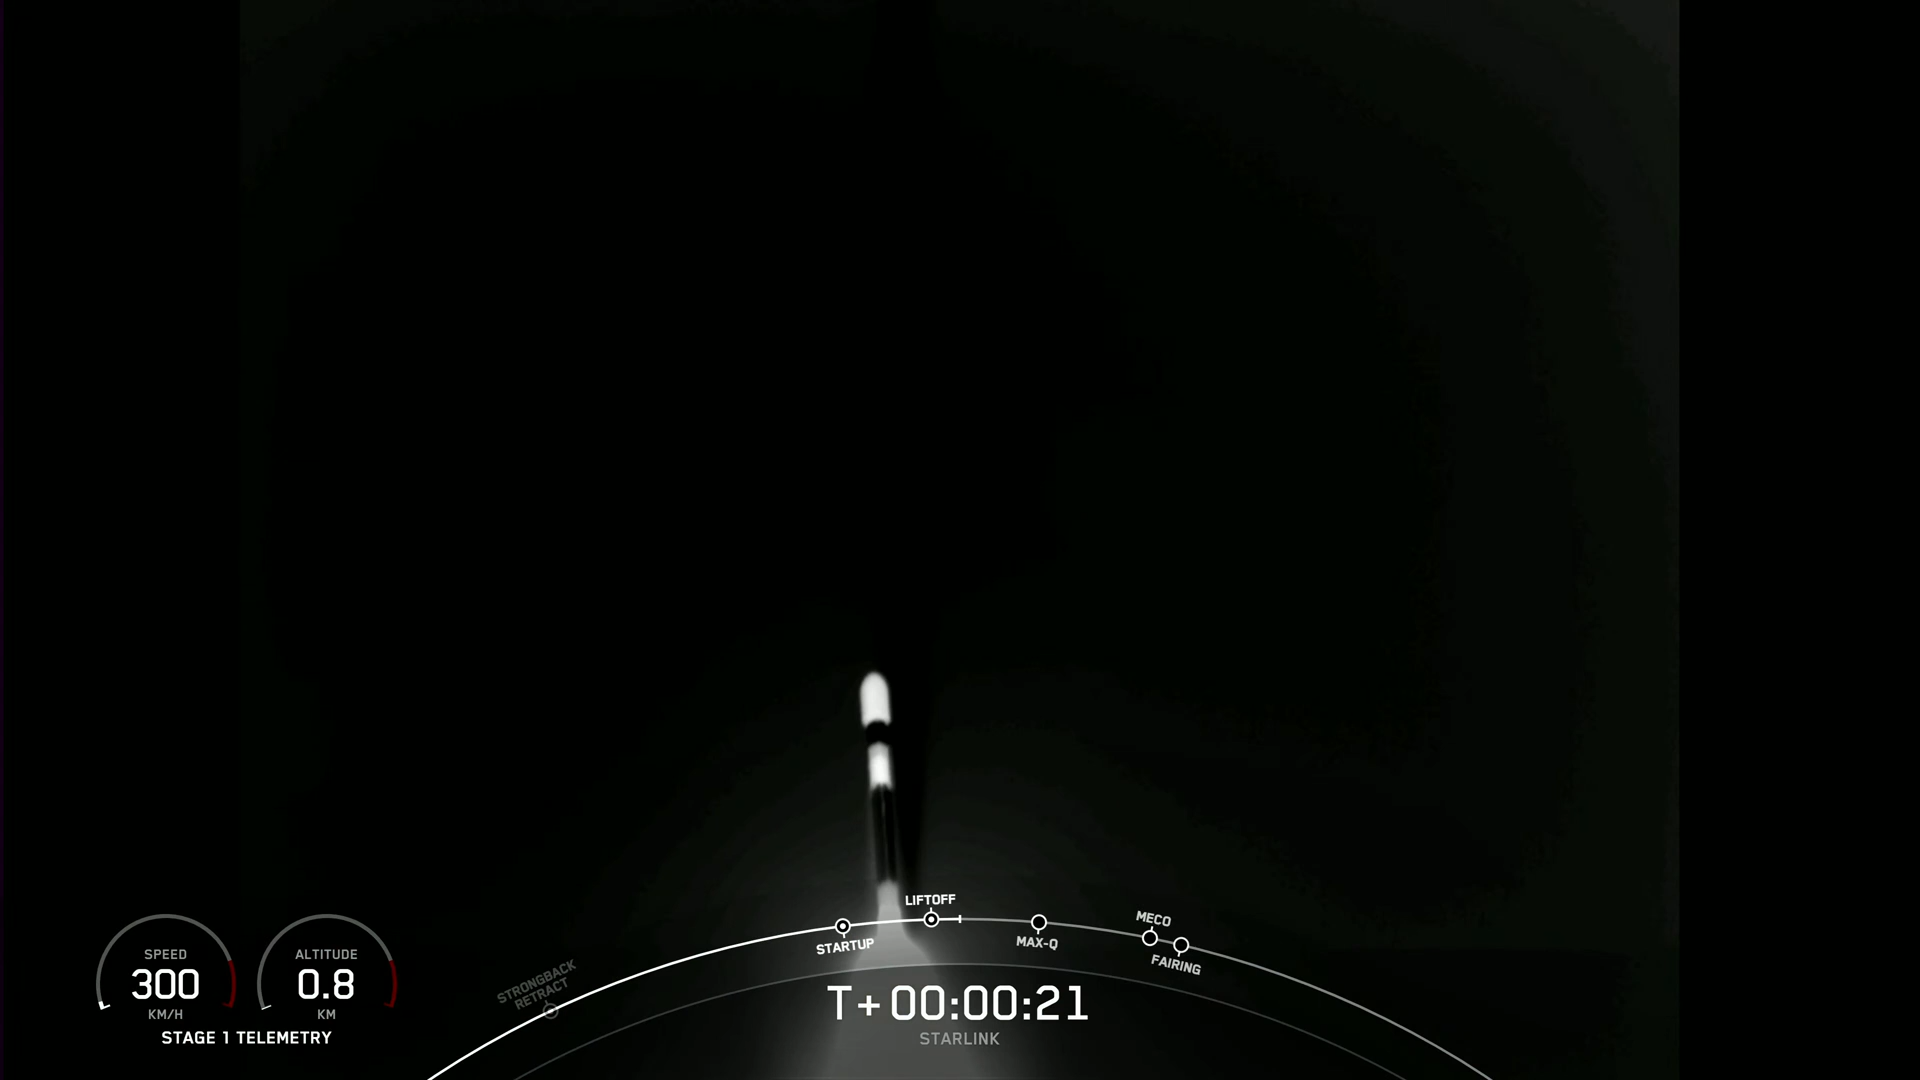 LIFTOFF
MECO
STARTUP
MAX-Q
FAIRING
STRONGBACK
RETRACT
SPEED
300
KM/H
ALTITUDE
0.8
KM
STAGE 1 TELEMETRY
T+00:00:21
STARLINK